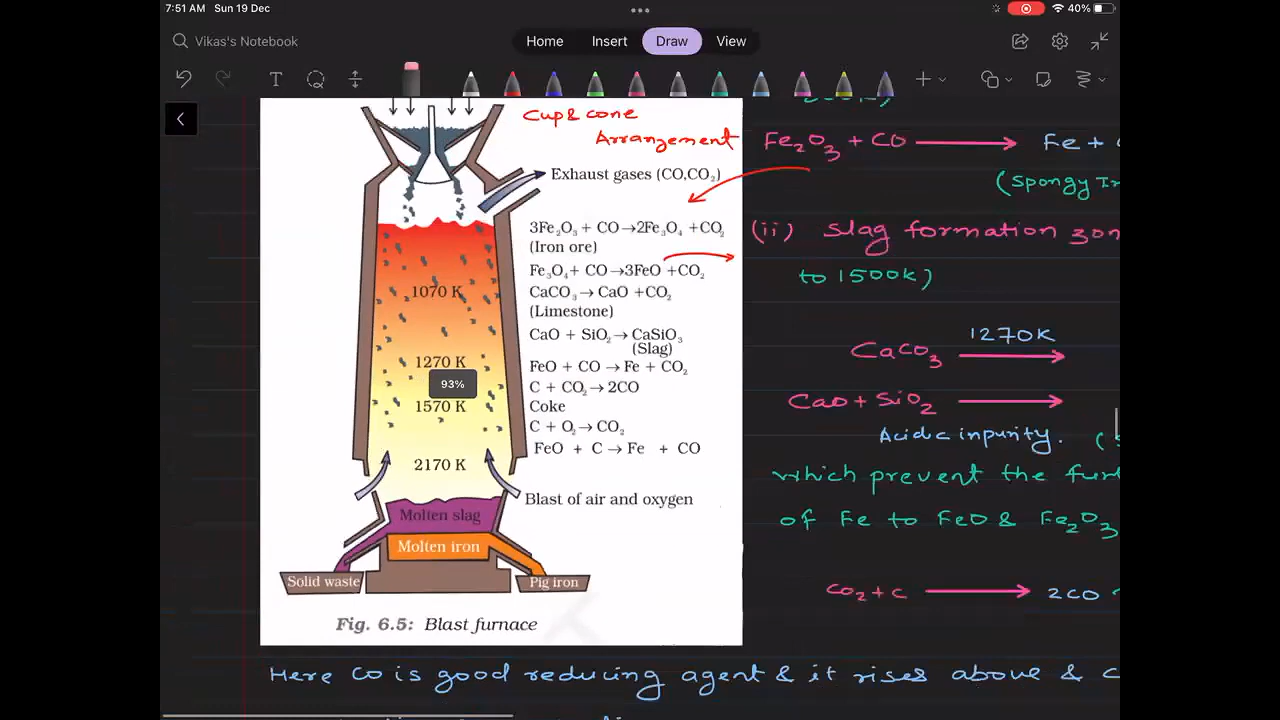 7:51 AM Sun 19 Dec
40%
Vikas's Notebook
Home Insert Draw View
Cup & cone
Arrangement
Exhaust gases (CO,CO₂)
3Fe₂O₃ + CO→2Fe₃O₄ +CO₂
(Iron ore)
Fe₃O₄+ CO→3FeO +CO₂
CaCO₃→ CaO +CO₂
(Limestone)
CaO + SiO₂→ CaSiO₃
(Slag)
FeO + CO →Fe + CO₂
C + CO₂→ 2CO
Coke
C + O₂→ CO₂
FeO + C → Fe + CO
Blast of air and oxygen
1070 K
1270 K
93%
1570 K
2170 K
Molten slag
Molten iron
Solid waste
Pig iron
Fig. 6.5: Blast furnace
Fe₂O₃ + CO ⟶ Fe +
(Spongy
(ii) Slag formation
to 1500K)
1270K
CaCO₃ ⟶
CaO + SiO₂ ⟶
Acidic inpurity.
which prevent the
of Fe to FeO & Fe₂O₃
CO₂ + C ⟶ 2CO
Here CO is good reducing agent & it rises above &